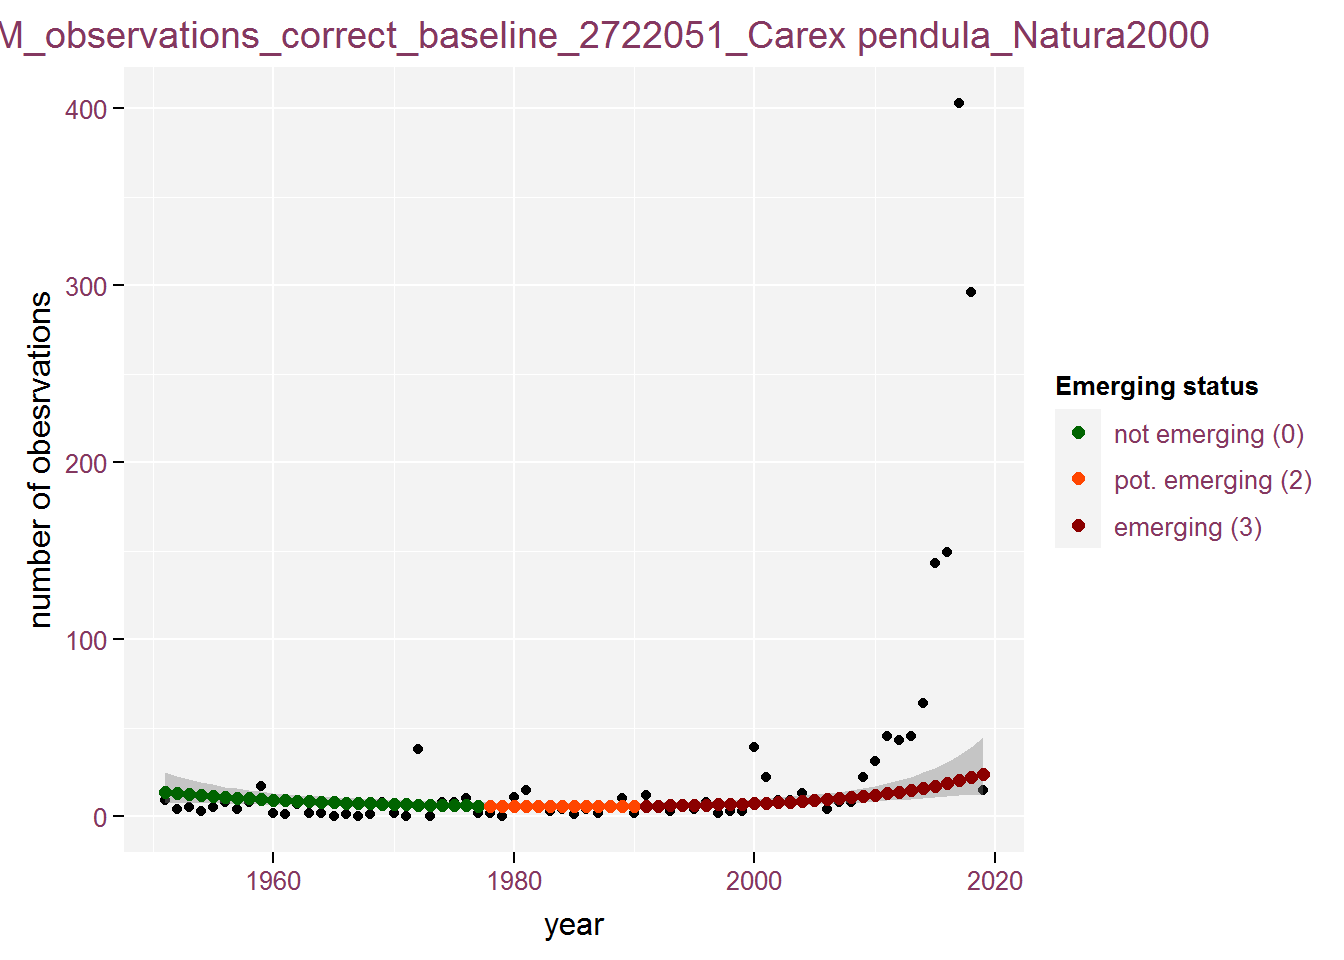 M_observations_correct_baseline_2722051_Carex pendula_Natura2000
400
300
200
100
0
number of obesrvations
1960 1980 2000 2020
year
Emerging status
not emerging (0)
pot. emerging (2)
emerging (3)